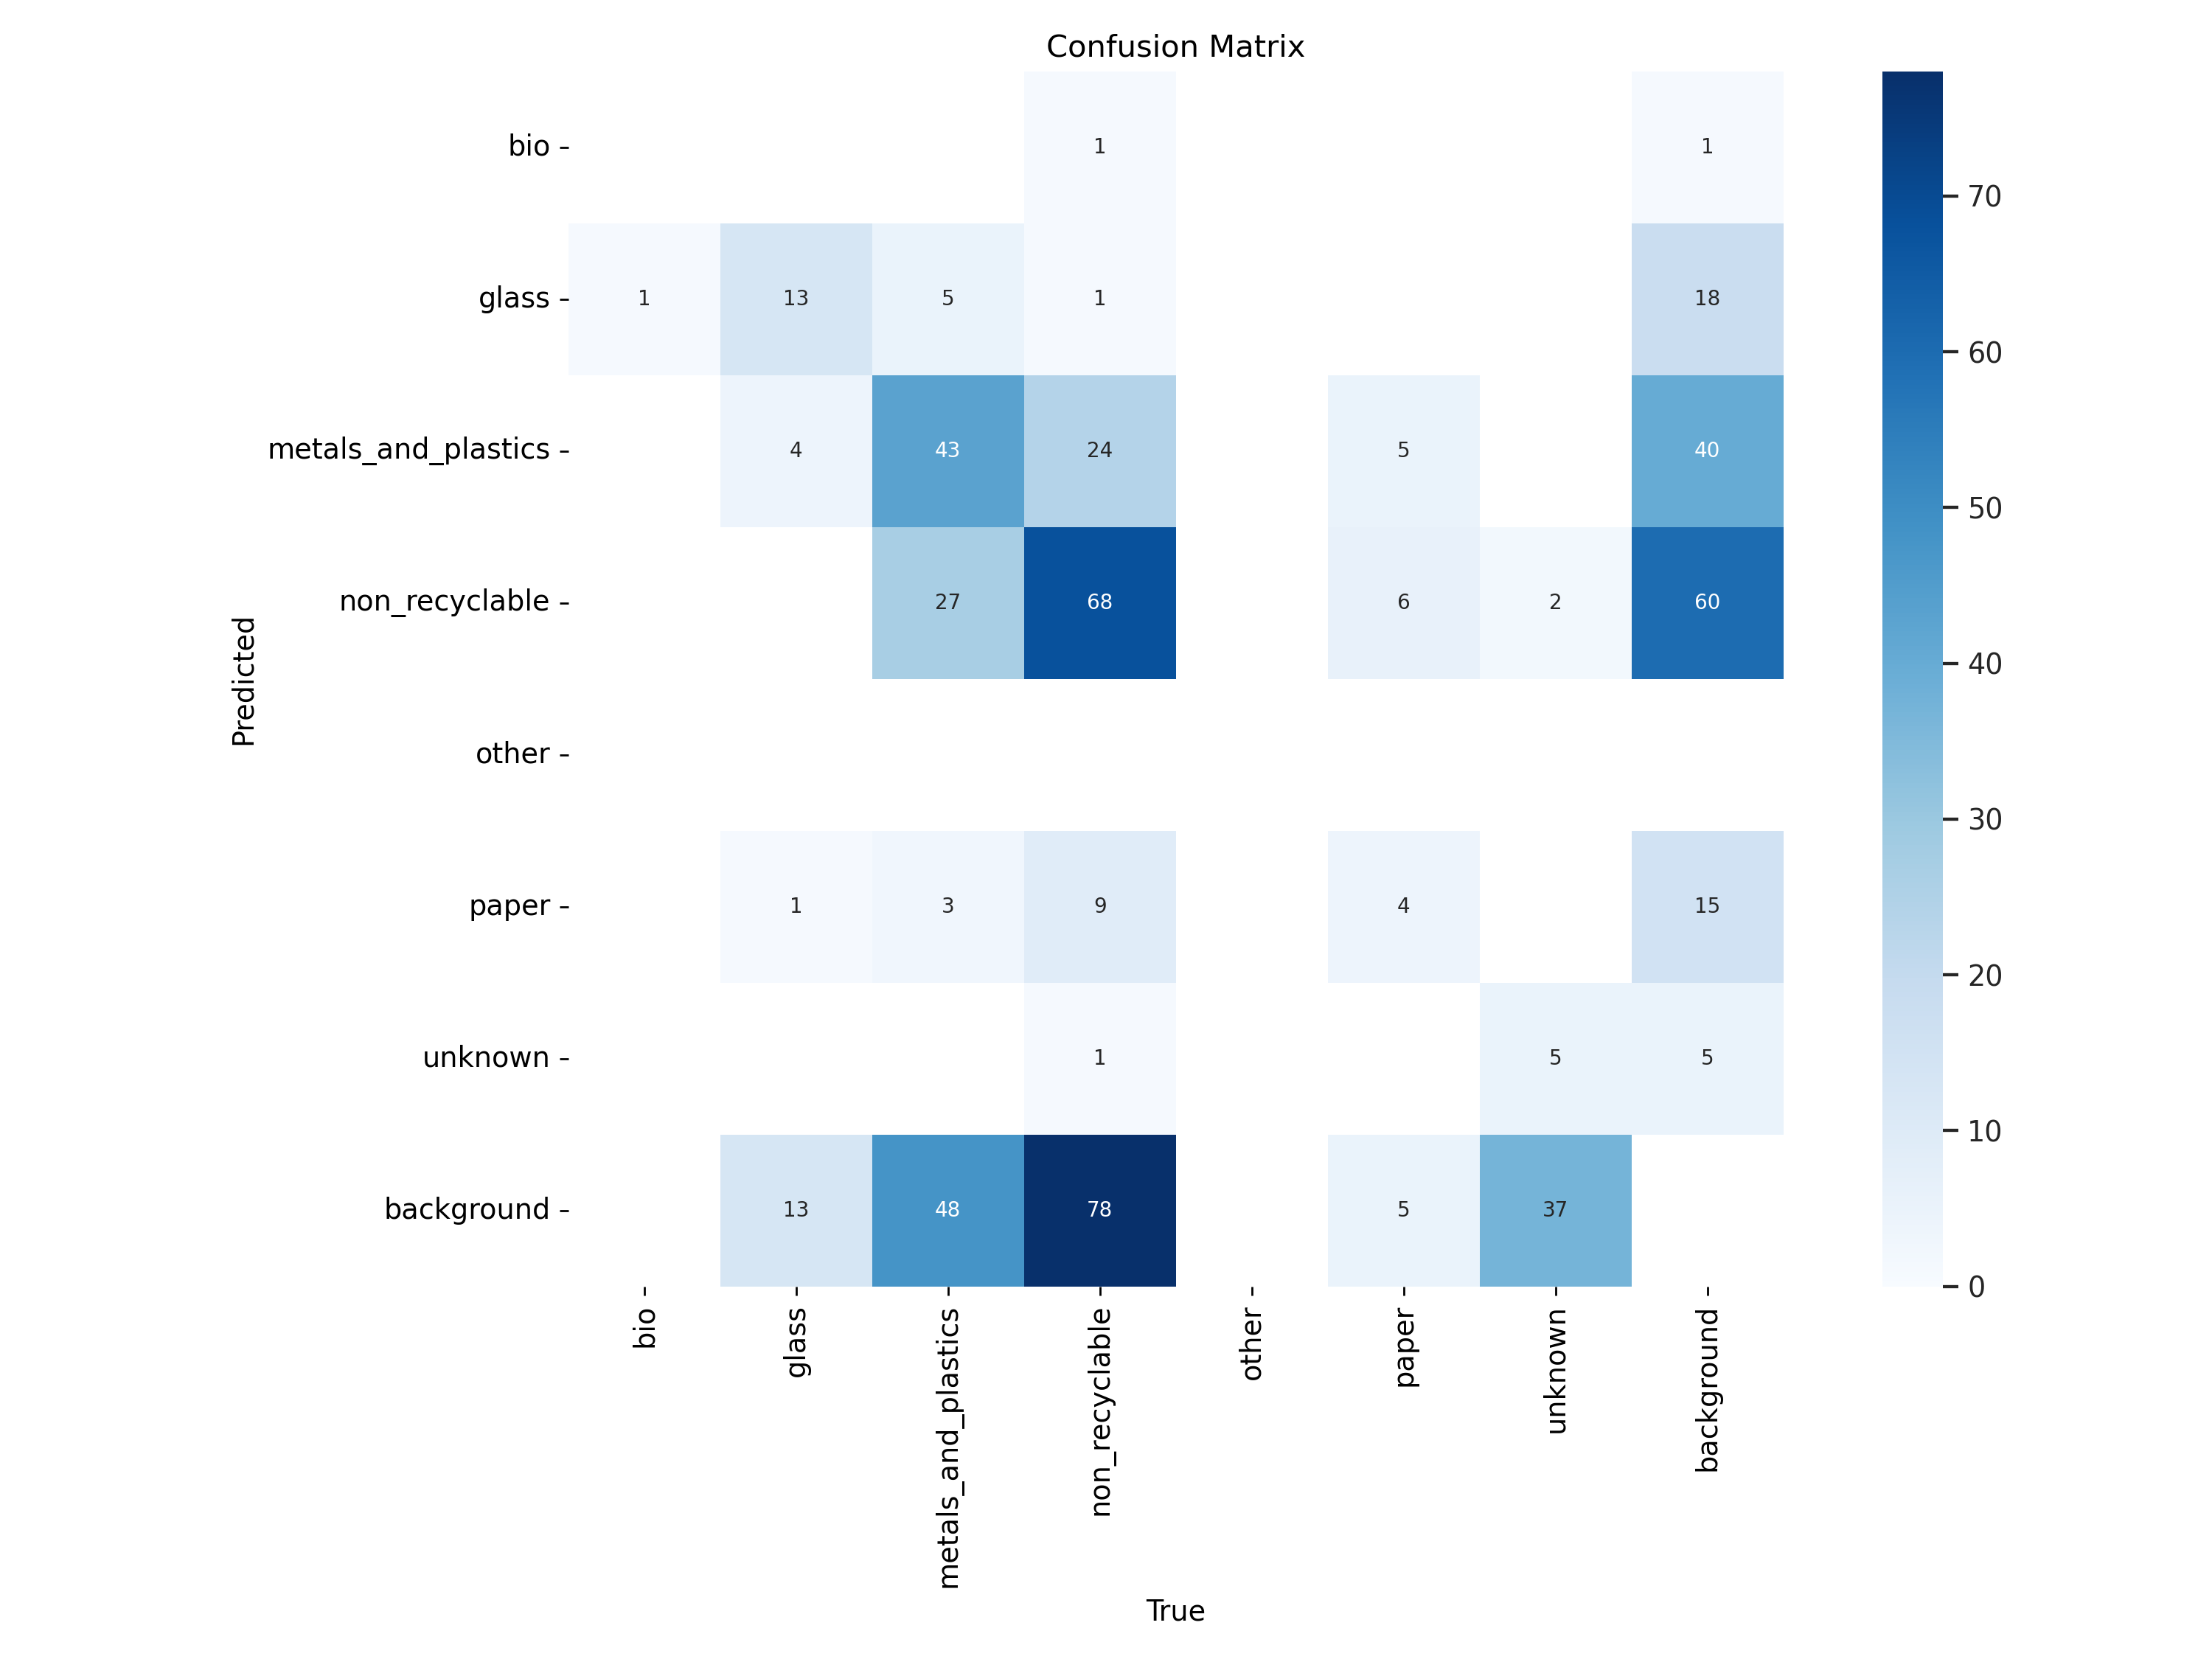 Confusion Matrix
bio 1 1
glass 1 13 5 1 18
metals_and_plastics 4 43 24 5 40
non_recyclable 27 68 6 2 60
other
paper 1 3 9 4 15
unknown 1 5 5
background 13 48 78 5 37
Predicted
bio
glass
metals_and_plastics
non_recyclable
other
paper
unknown
background
True
70
60
50
40
30
20
10
0